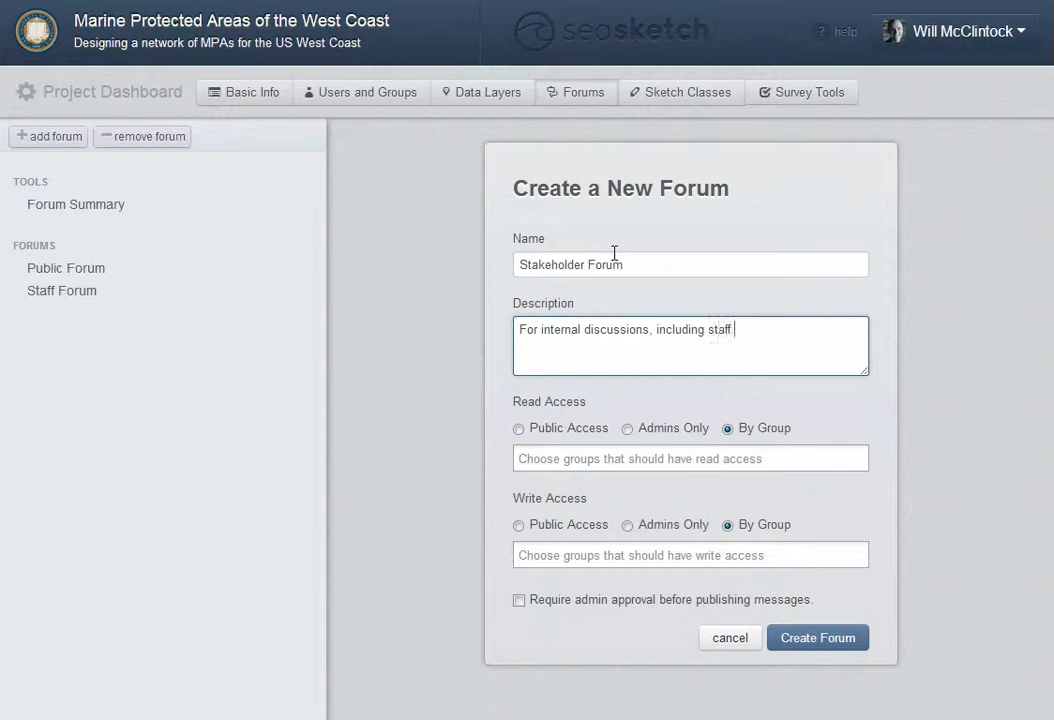 Marine Protected Areas of the West Coast
Designing a network of MPAs for the US West Coast
seasketch
? help
Will McClintock
Project Dashboard
Basic Info
Users and Groups
Data Layers
Forums
Sketch Classes
Survey Tools
+ add forum
− remove forum
TOOLS
Forum Summary
FORUMS
Public Forum
Staff Forum
Create a New Forum
Name
Stakeholder Forum
Description
For internal discussions, including staff
Read Access
Public Access Admins Only By Group
Choose groups that should have read access
Write Access
Public Access Admins Only By Group
Choose groups that should have write access
Require admin approval before publishing messages.
cancel
Create Forum